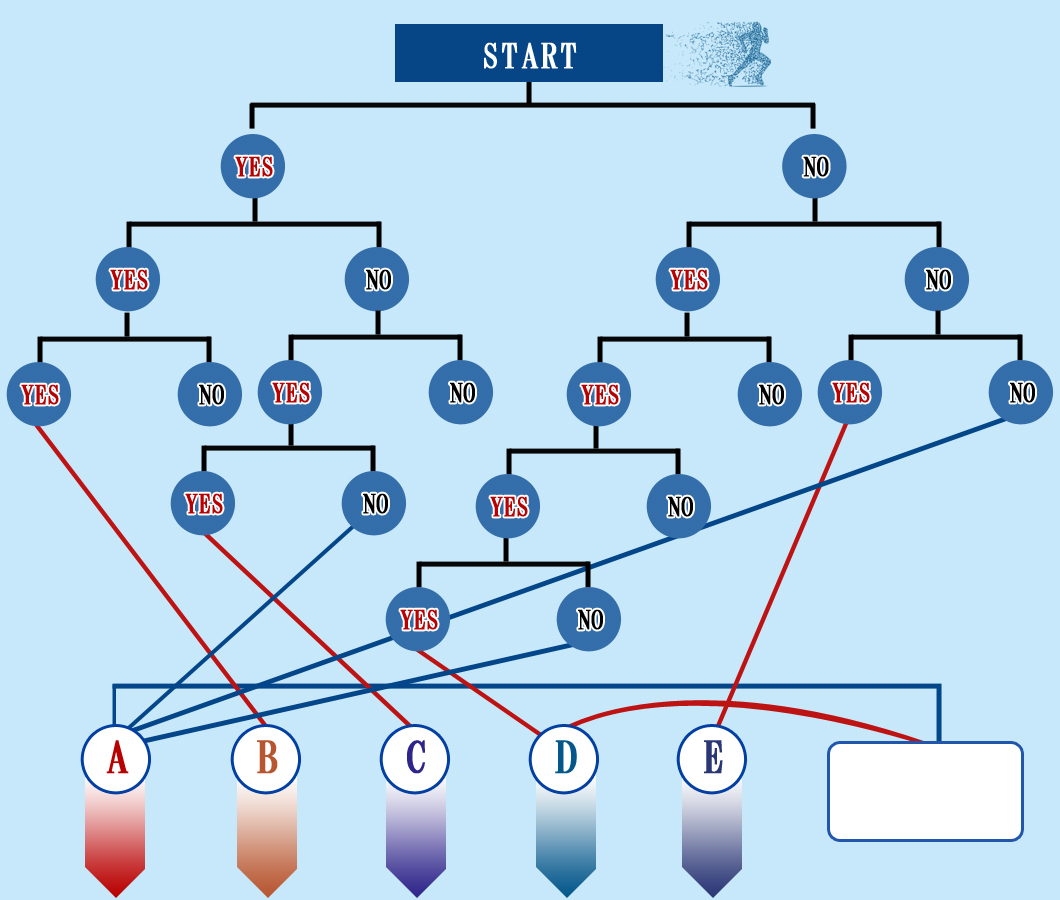 START
YES
NO
YES
NO
YES
NO
YES
NO
YES
NO
YES
NO
YES
NO
YES
NO
YES
NO
YES
NO
A
B
C
D
E